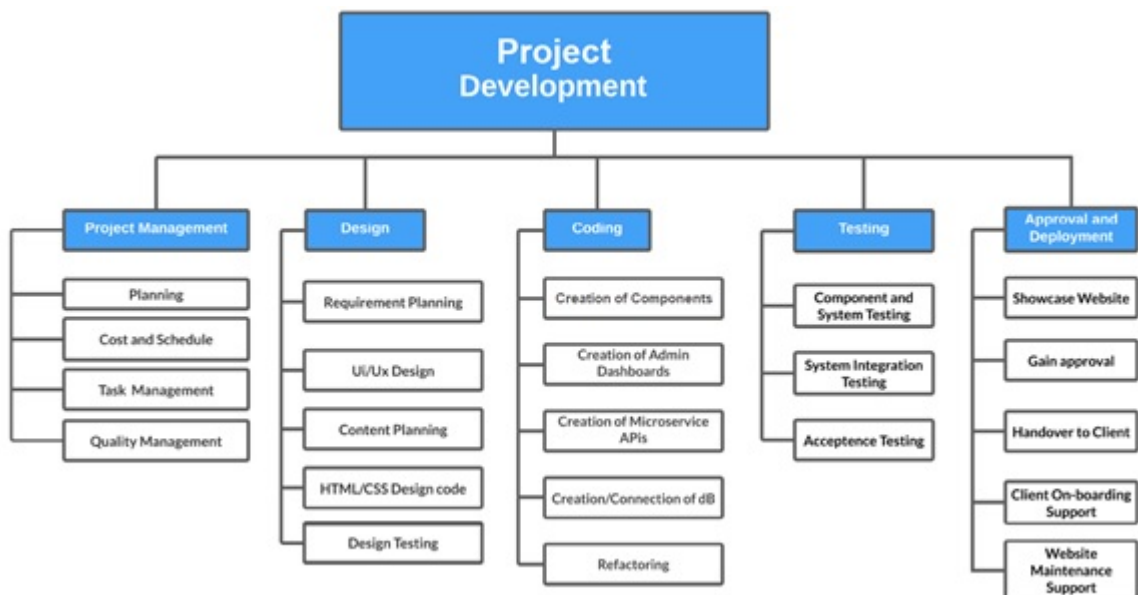 Project
Development
Project Management
Planning
Cost and Schedule
Task Management
Quality Management
Design
Requirement Planning
Ui/Ux Design
Content Planning
HTML/CSS Design code
Design Testing
Coding
Creation of Components
Creation of Admin
Dashboards
Creation of Microservice
APis
Creation/Connection of dB
Refactoring
Testing
Component and
System Testing
System Integration
Testing
Acceptence Testing
Approval and
Deployment
Showcase Website
Gain approval
Handover to Client
Client On-boarding
Support
Website
Maintenance
Support